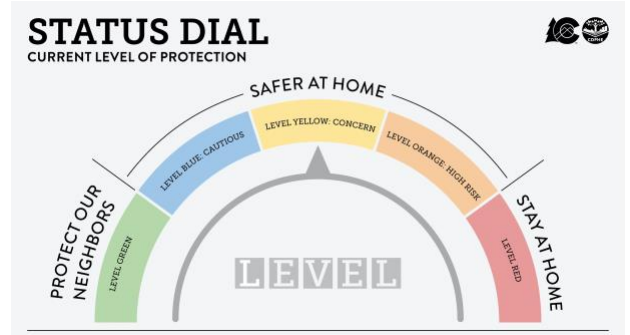 STATUS DIAL
CURRENT LEVEL OF PROTECTION
SAFER AT HOME
LEVEL YELLOW: CONCERN
LEVEL BLUE: CAUTIOUS
LEVEL ORANGE: HIGH RISK
PROTECT OUR
NEIGHBORS
LEVEL GREEN
STAY AT HOME
LEVEL RED
LEVEL
CDPHE